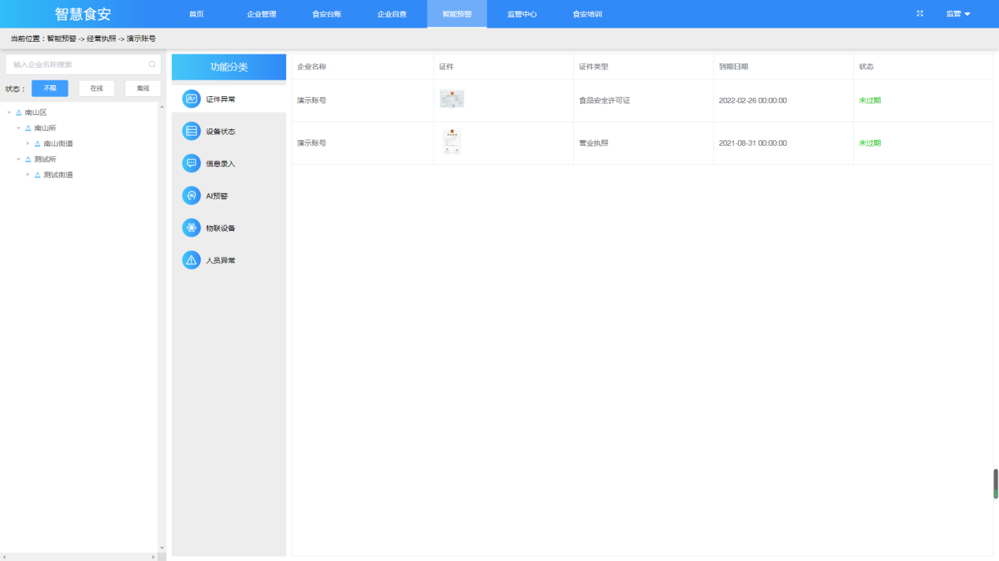 智慧食安 首页 企业管理 食安台账 企业自查 智能预警 监管中心 食安培训 监管
当前位置：智能预警 -> 经营执照 -> 演示账号
输入企业名称搜索
状态： 不限 在线 离线
南山区
南山所
南山街道
测试所
测试街道
功能分类
证件异常
设备状态
信息录入
AI预警
物联设备
人员异常
企业名称 证件 证件类型 到期日期 状态
演示账号 食品安全许可证 2022-02-26 00:00:00 未过期
演示账号 营业执照 2021-08-31 00:00:00 未过期